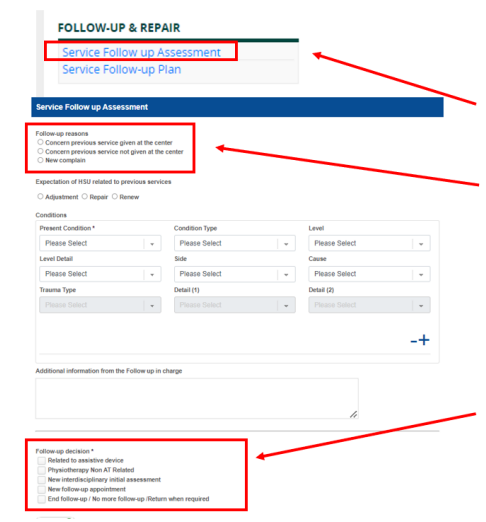 FOLLOW-UP & REPAIR
Service Follow up Assessment
Service Follow-up Plan
Service Follow up Assessment
Follow-up reasons
Concern previous service given at the center
Concern previous service not given at the center
New complain
Expectation of HSU related to previous services
Adjustment Repair Renew
Conditions
Present Condition * Condition Type Level
Please Select Please Select Please Select
Level Detail Side Cause
Please Select Please Select Please Select
Trauma Type Detail (1) Detail (2)
Please Select Please Select Please Select
-+
Additional information from the Follow up in charge
Follow-up decision *
Related to assistive device
Physiotherapy Non AT Related
New interdisciplinary initial assessment
New follow-up appointment
End follow-up / No more follow-up /Return when required